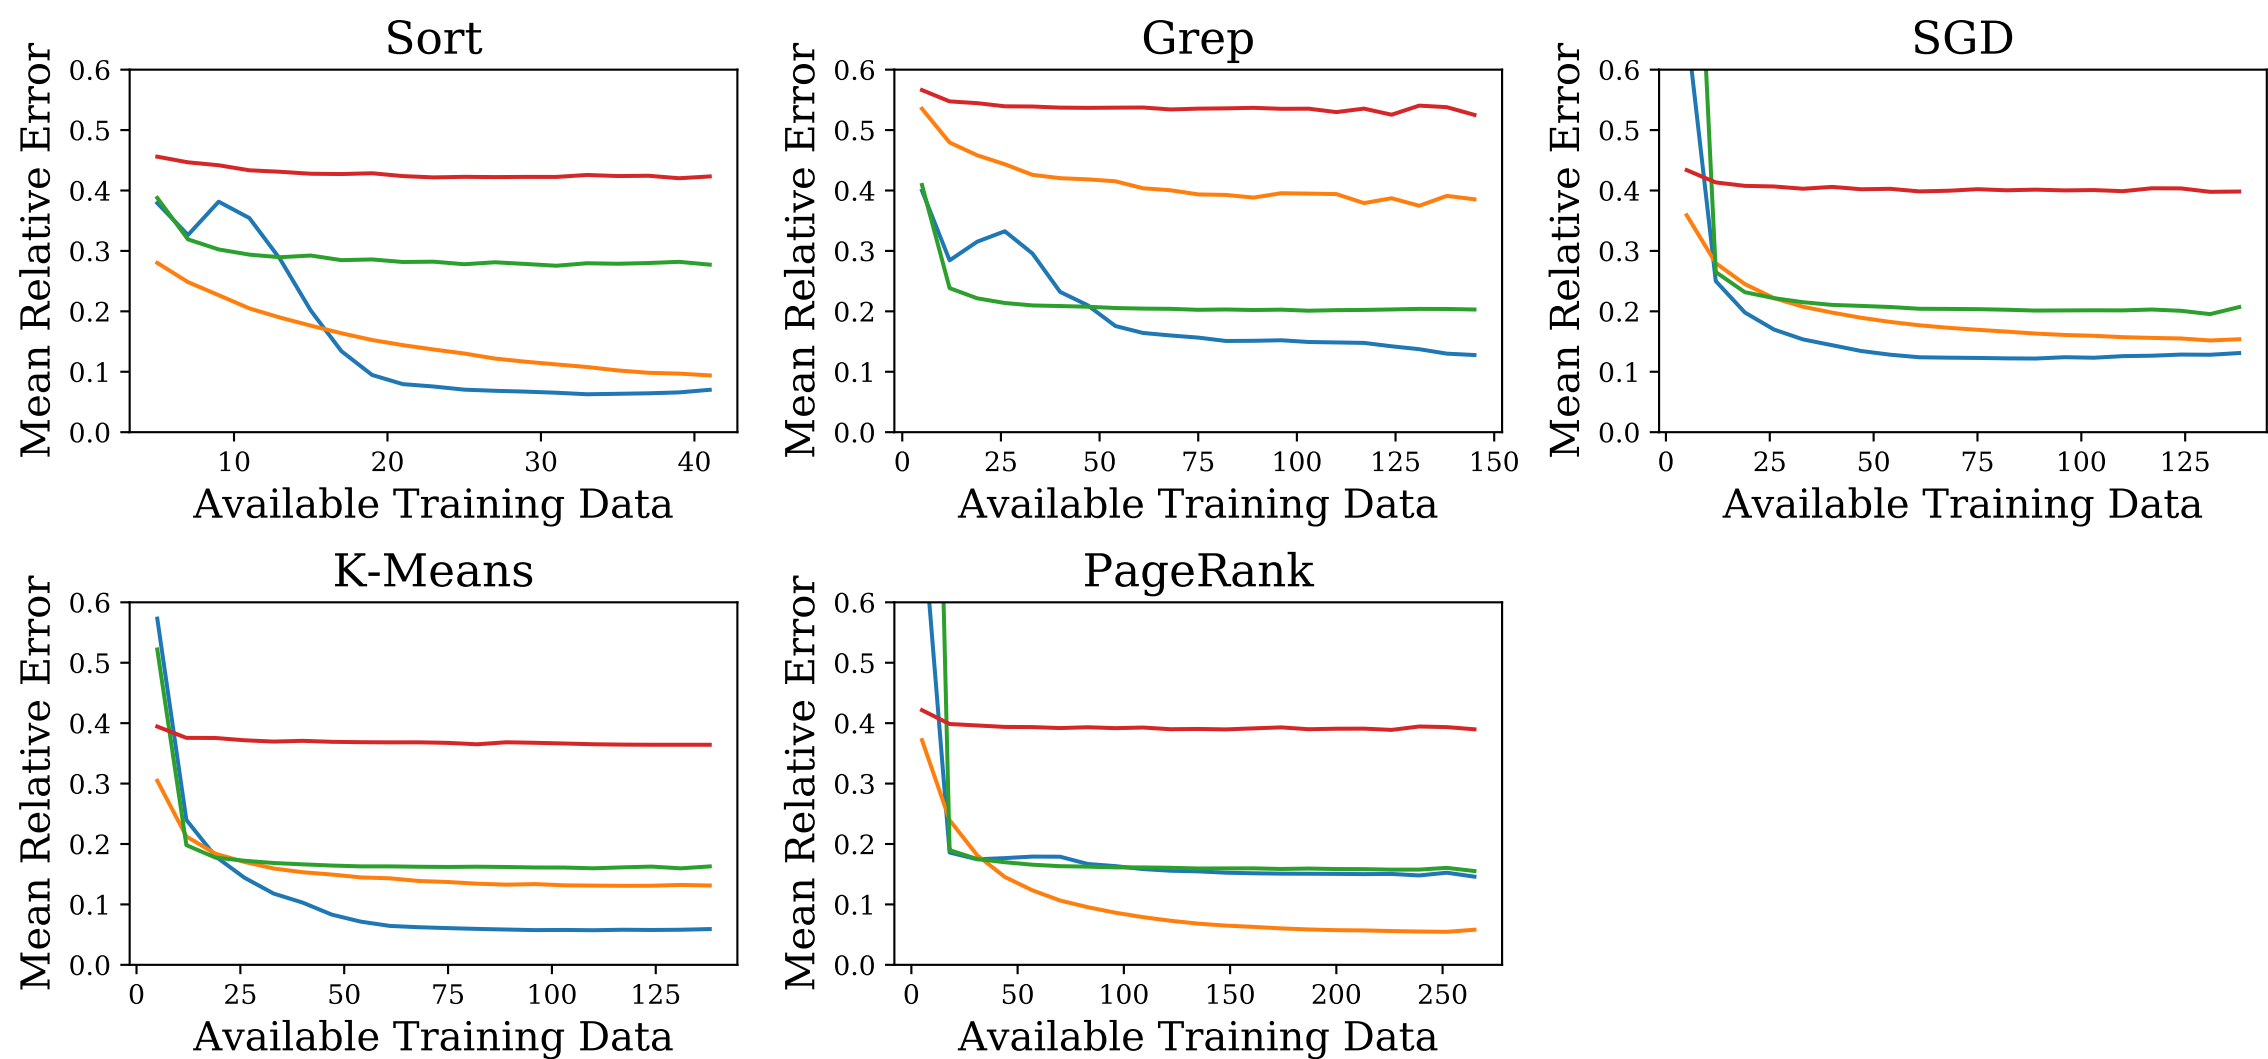 Sort
Mean Relative Error
0.6
0.5
0.4
0.3
0.2
0.1
0.0
10 20 30 40
Available Training Data
Grep
Mean Relative Error
0.6
0.5
0.4
0.3
0.2
0.1
0.0
0 25 50 75 100 125 150
Available Training Data
SGD
Mean Relative Error
0.6
0.5
0.4
0.3
0.2
0.1
0.0
0 25 50 75 100 125
Available Training Data
K-Means
Mean Relative Error
0.6
0.5
0.4
0.3
0.2
0.1
0.0
0 25 50 75 100 125
Available Training Data
PageRank
Mean Relative Error
0.6
0.5
0.4
0.3
0.2
0.1
0.0
0 50 100 150 200 250
Available Training Data